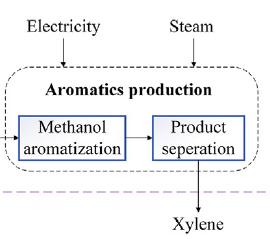 Electricity
Steam
Aromatics production
Methanol
aromatization
Product
seperation
Xylene